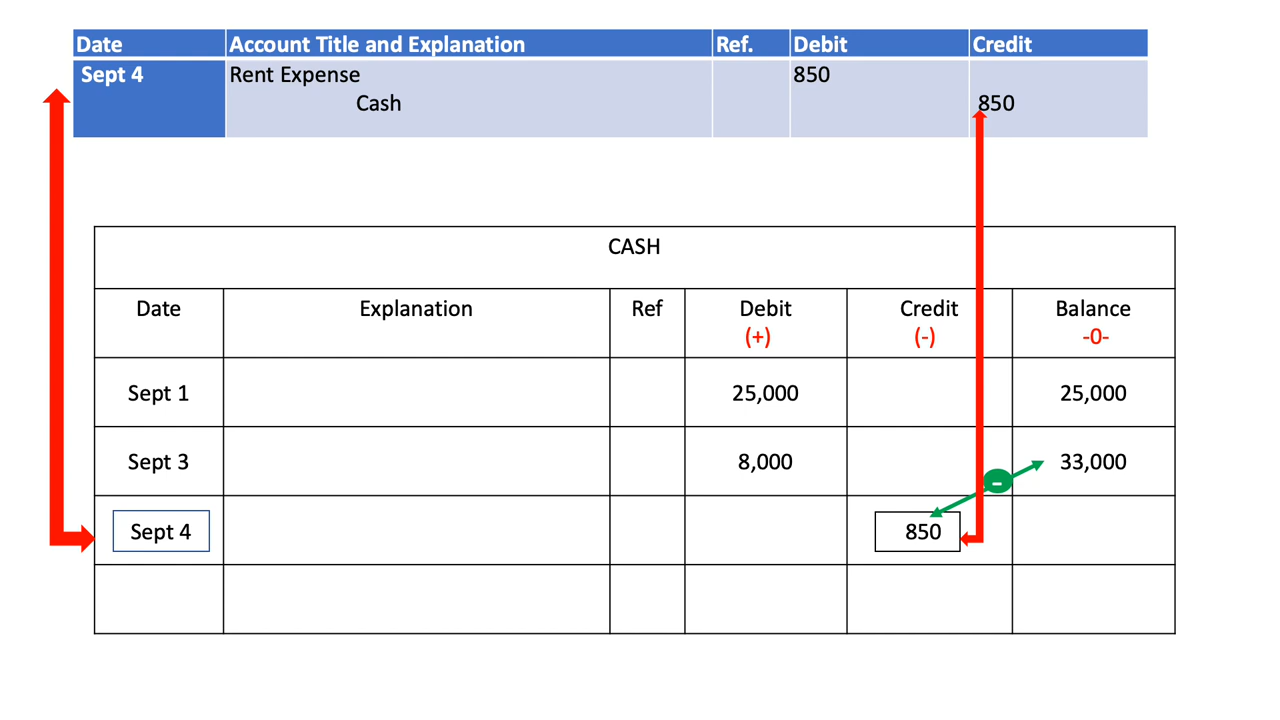 Date Account Title and Explanation Ref. Debit Credit
Sept 4 Rent Expense 850
Cash 850
CASH
Date Explanation Ref Debit Credit Balance
(+) (-) -0-
Sept 1 25,000 25,000
Sept 3 8,000 33,000
-
Sept 4 850